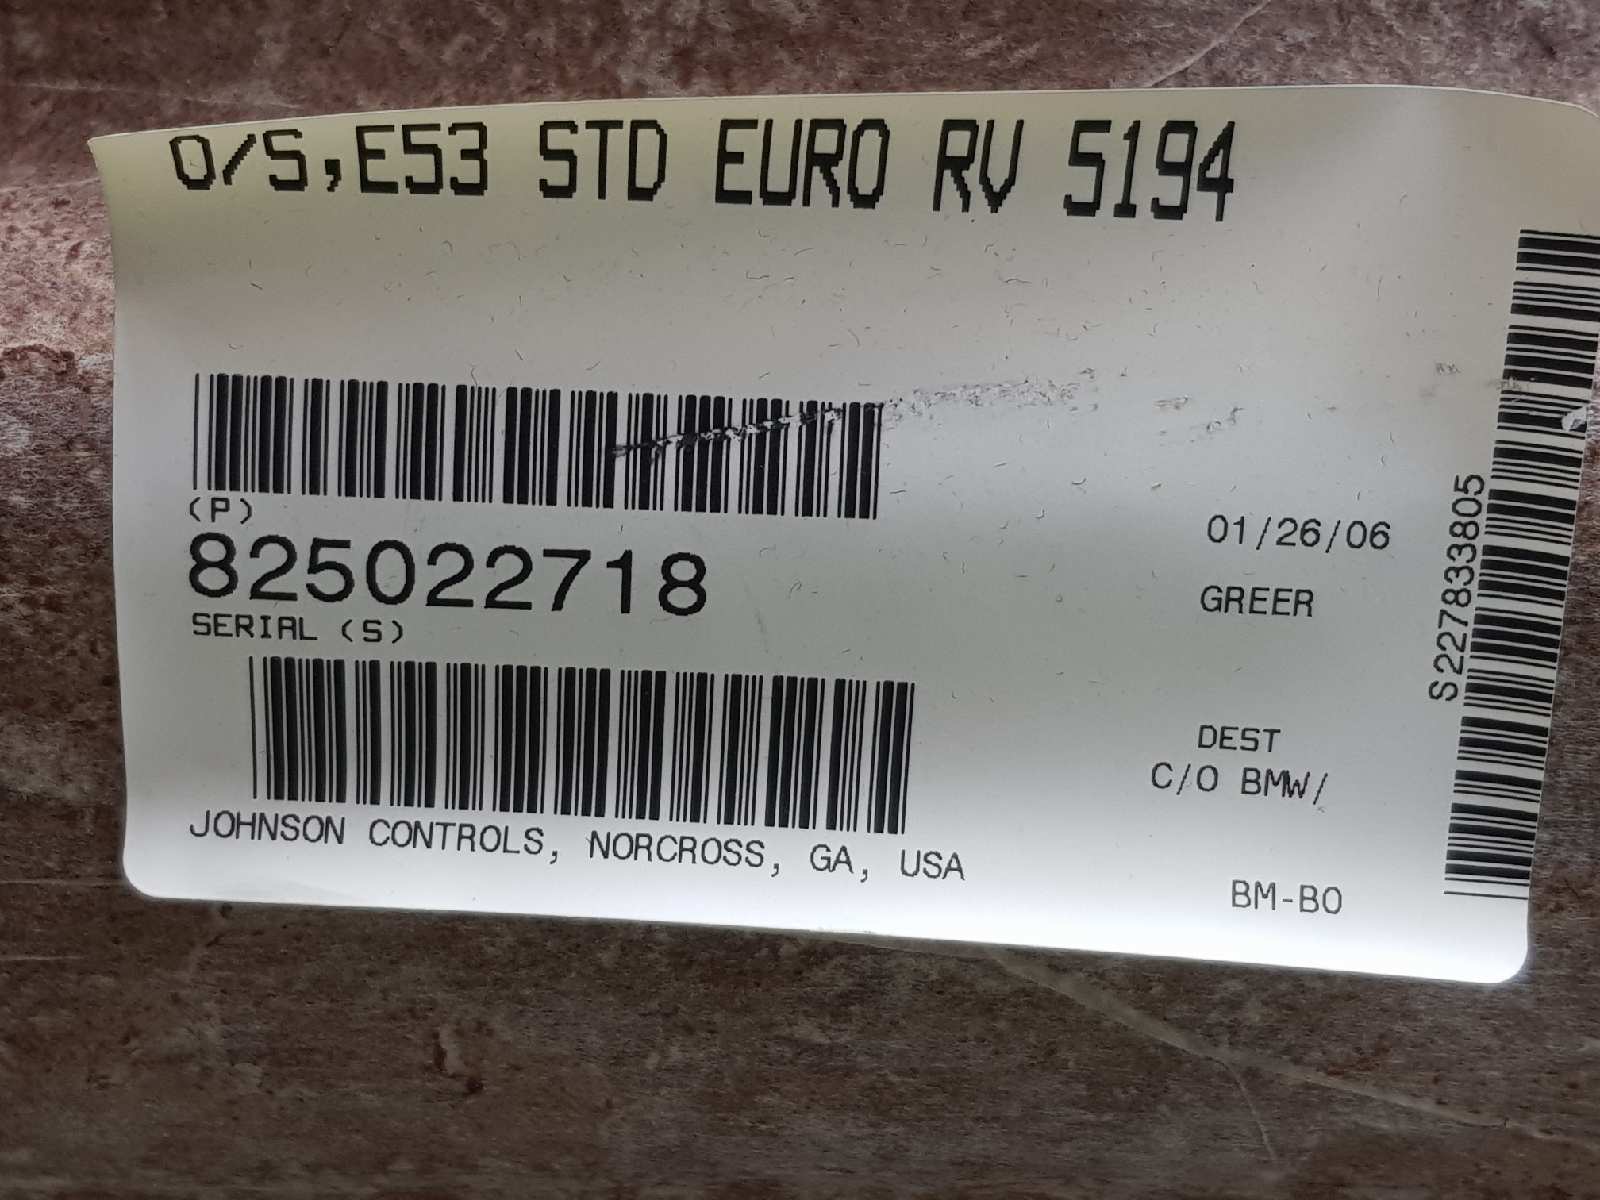 O/S,E53 STD EURO RV 5194
(P)
825022718
SERIAL (S)
JOHNSON CONTROLS, NORCROSS, GA, USA
01/26/06
GREER
DEST
C/O BMW/
BM-BO
S227833805